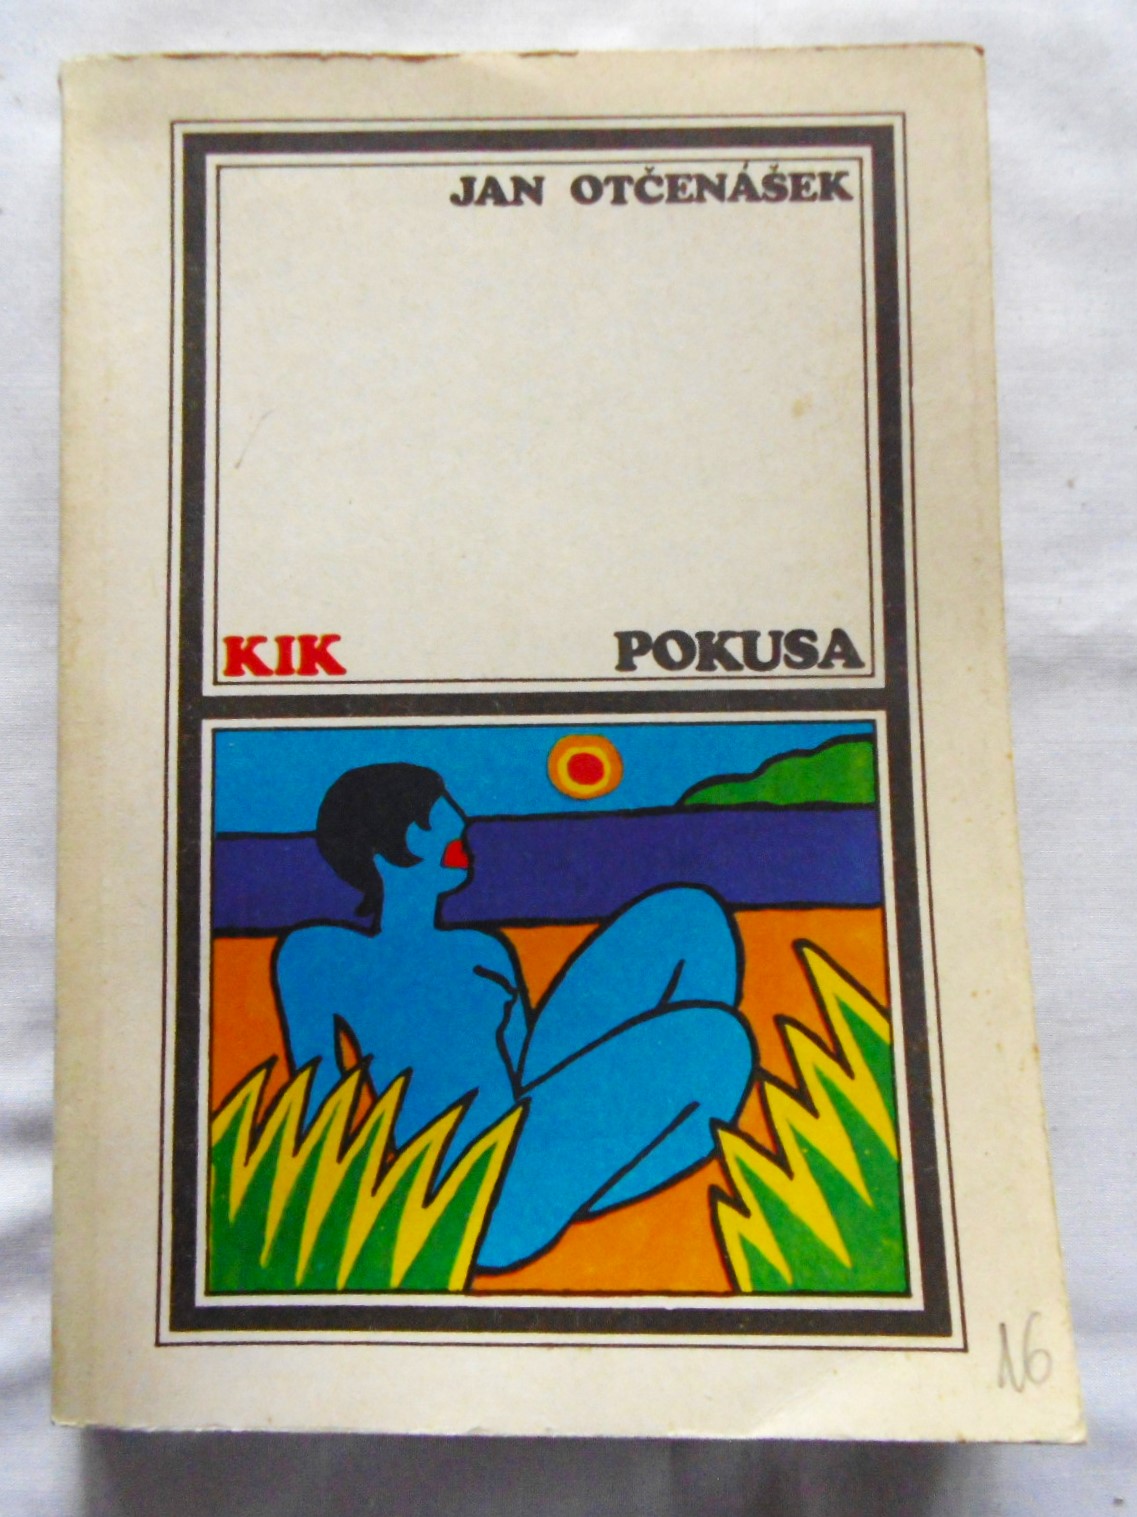 JAN OTČENÁŠEK
KIK POKUSA
16